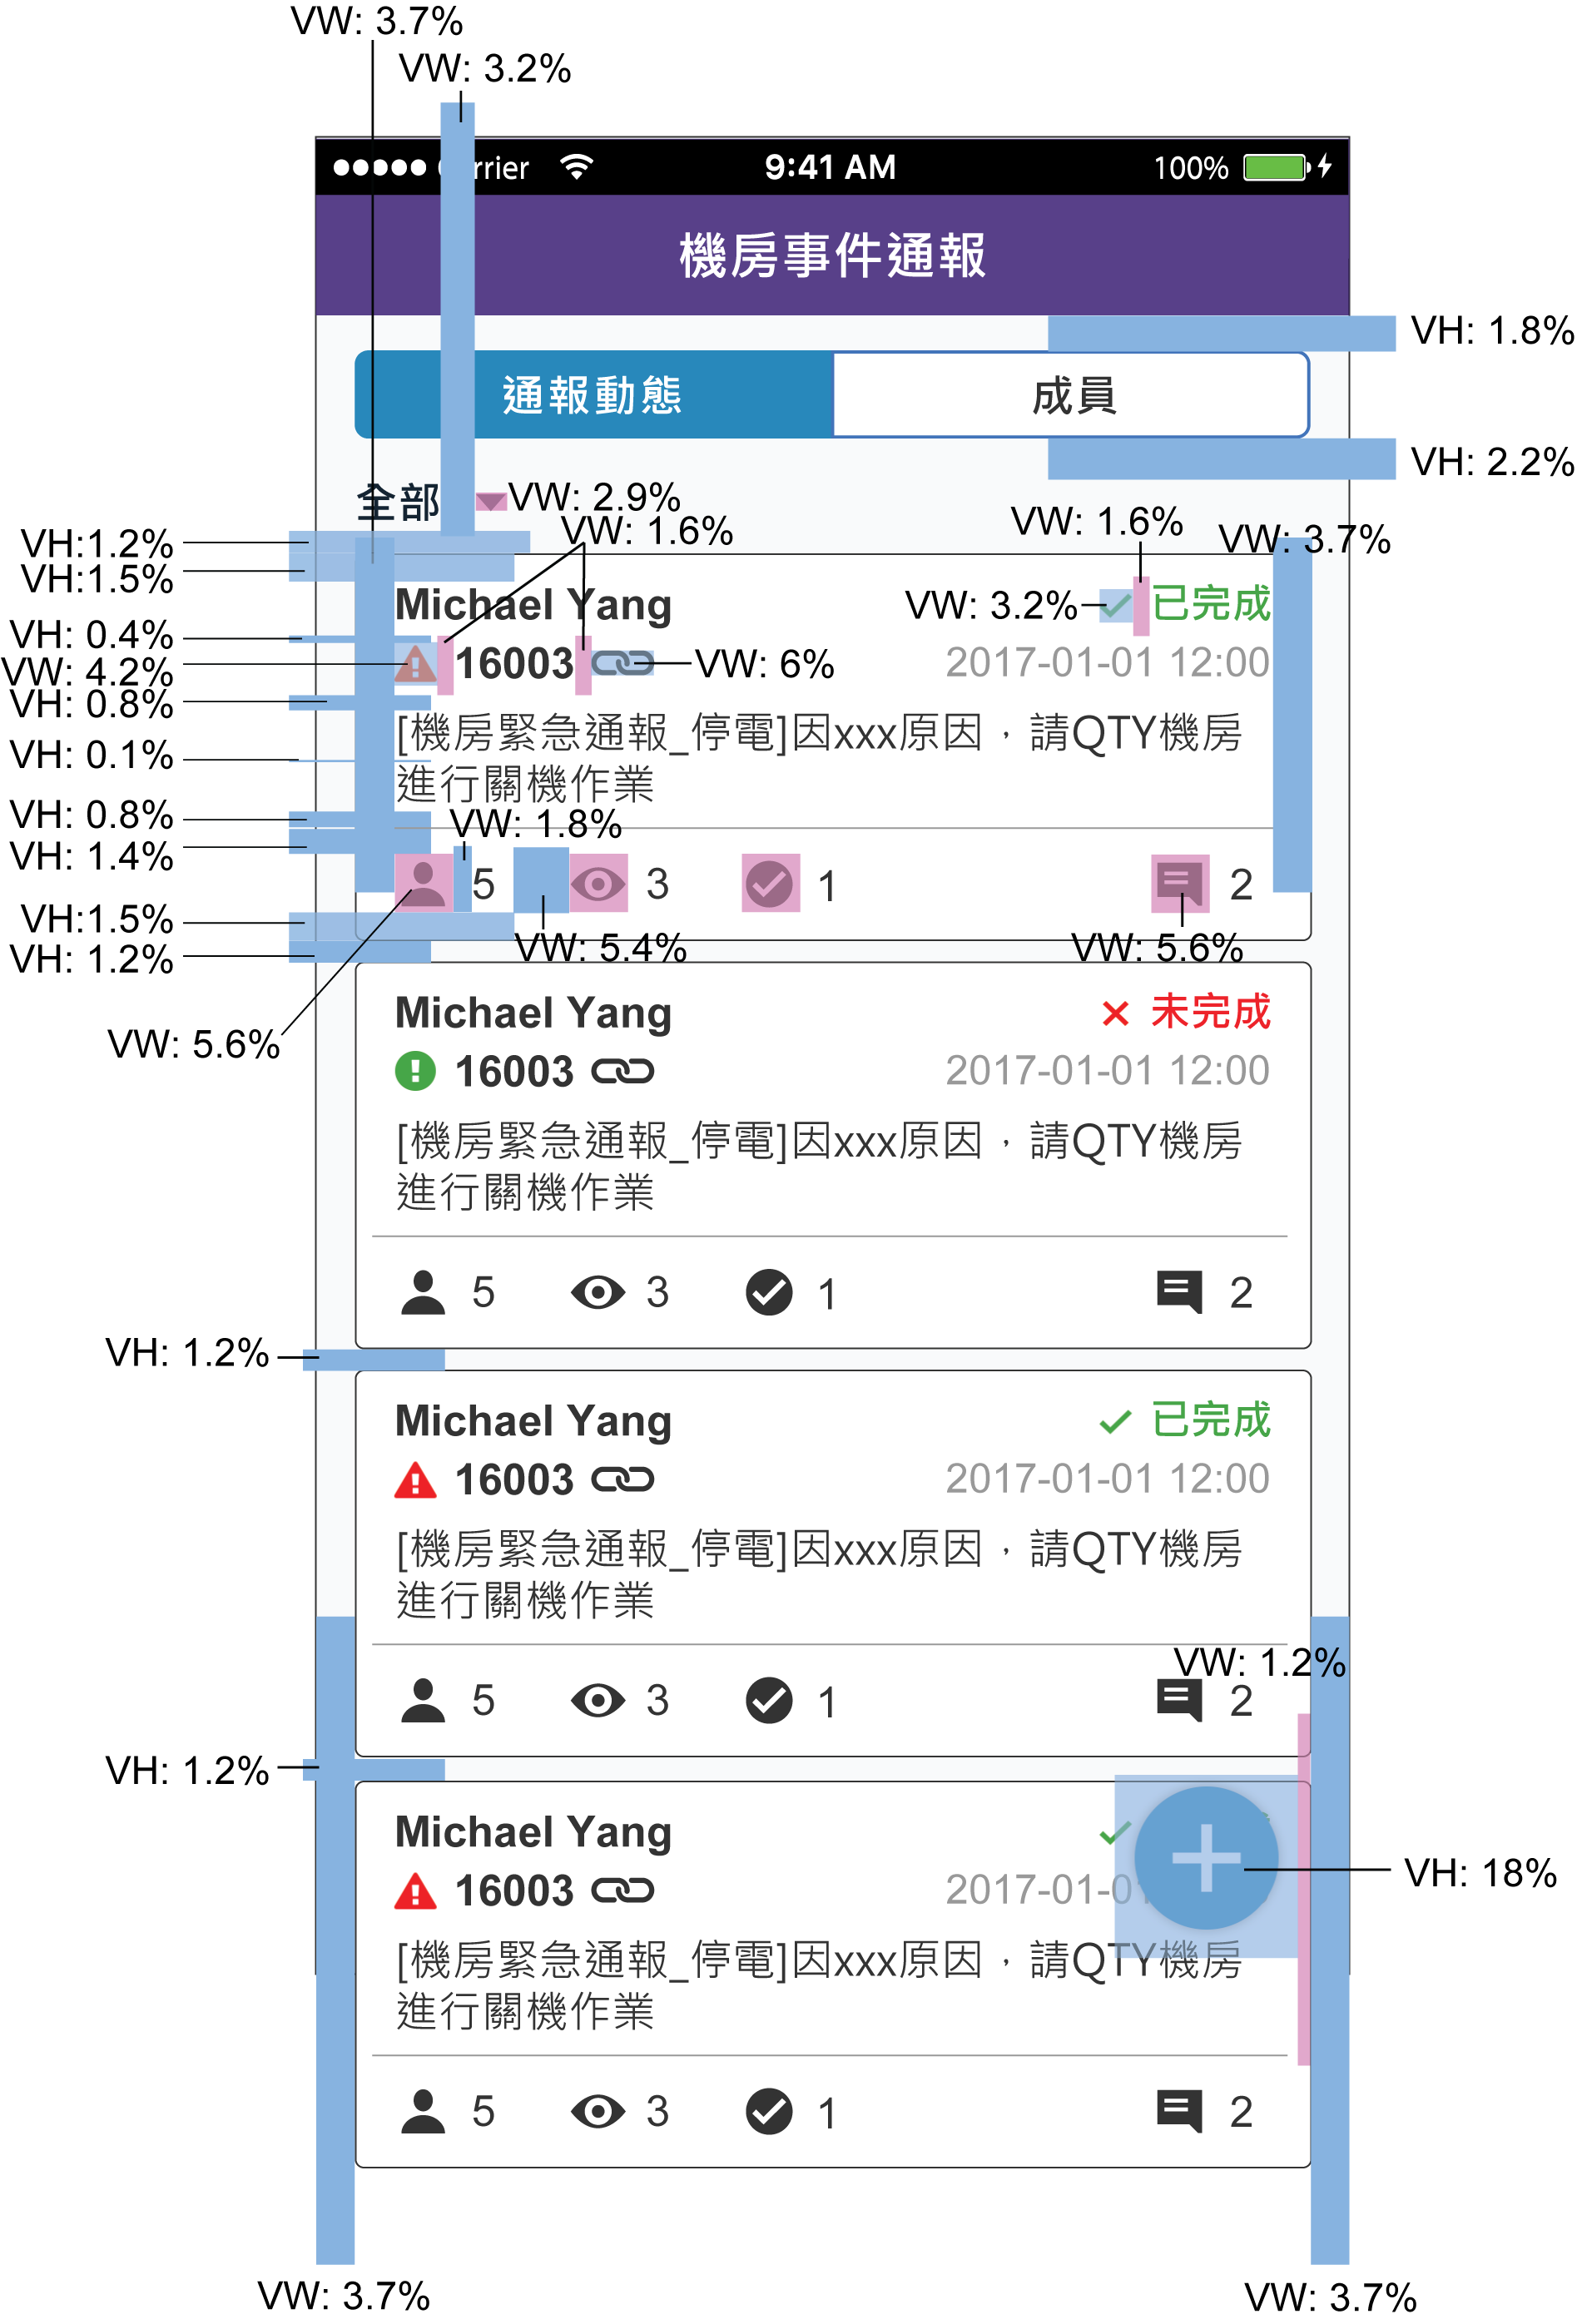 VW: 3.7%
VW: 3.2%
rrier 9:41 AM 100%
機房事件通報
VH: 1.8%
通報動態 成員
VH: 2.2%
全部 VW: 2.9%
VW: 1.6% VW: 1.6% VW: 3.7%
VH:1.2%
VH:1.5%
Michael Yang VW: 3.2% 已完成
VH: 0.4%
VW: 4.2% 16003 VW: 6% 2017-01-01 12:00
VH: 0.8%
[機房緊急通報_停電]因xxx原因，請QTY機房
VH: 0.1%
進行關機作業
VH: 0.8% VW: 1.8%
VH: 1.4%
5 3 1 2
VH:1.5%
VH: 1.2% VW: 5.4% VW: 5.6%
Michael Yang 未完成
VW: 5.6%
16003 2017-01-01 12:00
[機房緊急通報_停電]因xxx原因，請QTY機房
進行關機作業
5 3 1 2
VH: 1.2%
Michael Yang 已完成
16003 2017-01-01 12:00
[機房緊急通報_停電]因xxx原因，請QTY機房
進行關機作業
VW: 1.2%
5 3 1 2
VH: 1.2%
Michael Yang
VH: 18%
16003 2017-01-0
[機房緊急通報_停電]因xxx原因，請QTY機房
進行關機作業
5 3 1 2
VW: 3.7% VW: 3.7%